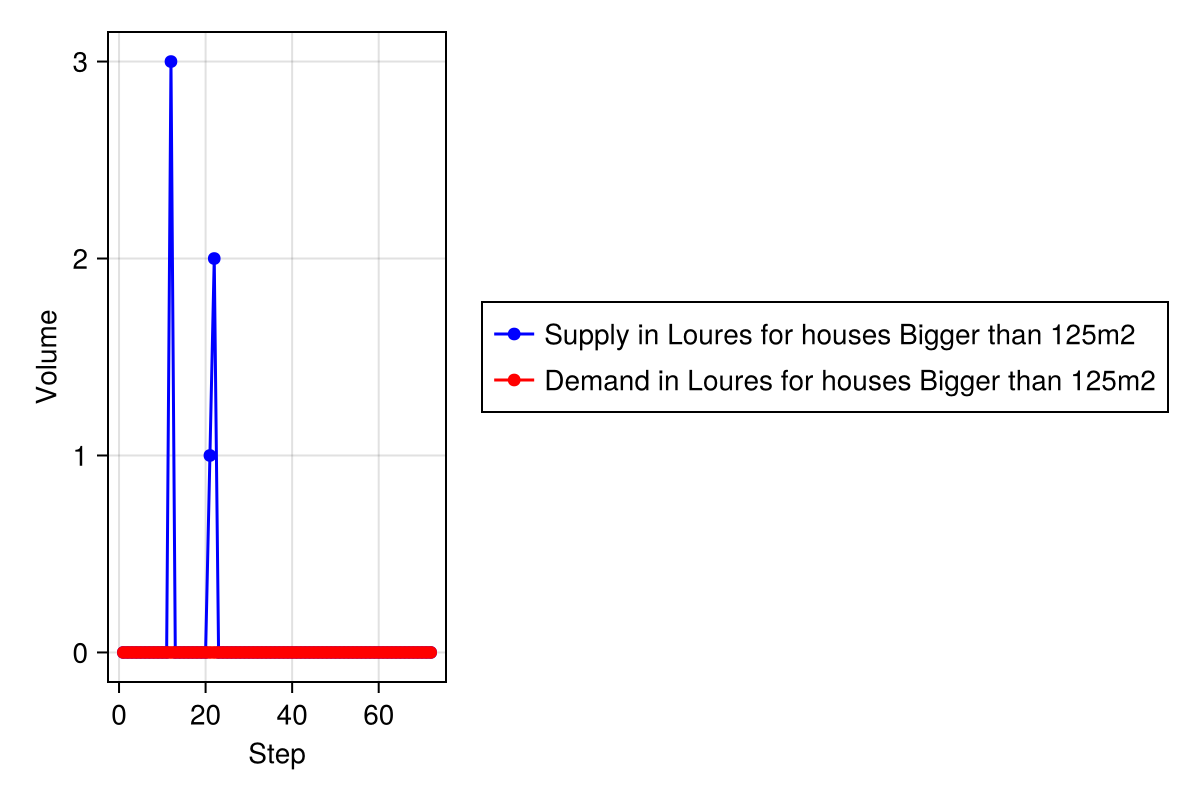 3
2
1
0
Volume
0 20 40 60
Step
Supply in Loures for houses Bigger than 125m2
Demand in Loures for houses Bigger than 125m2